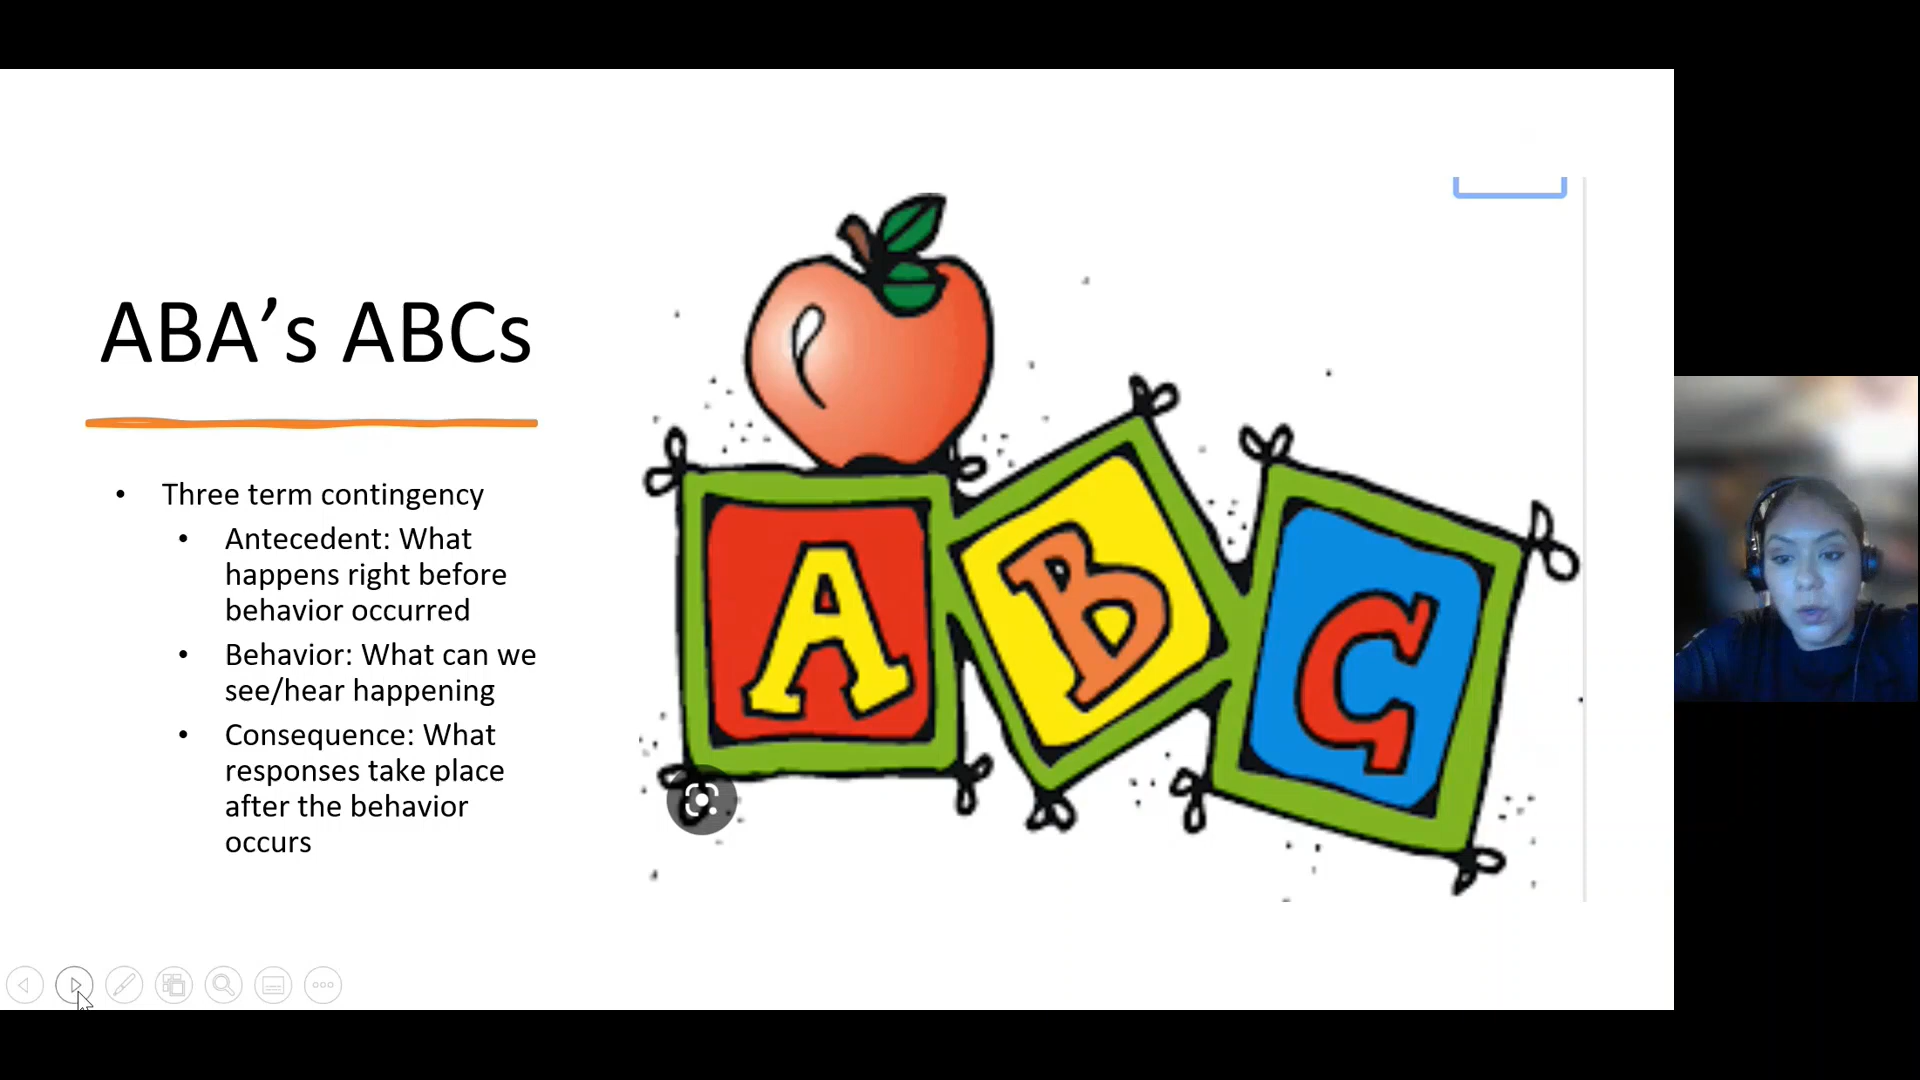 ABA’s ABCs
• Three term contingency
• Antecedent: What
happens right before
behavior occurred
• Behavior: What can we
see/hear happening
• Consequence: What
responses take place
after the behavior
occurs
A B C